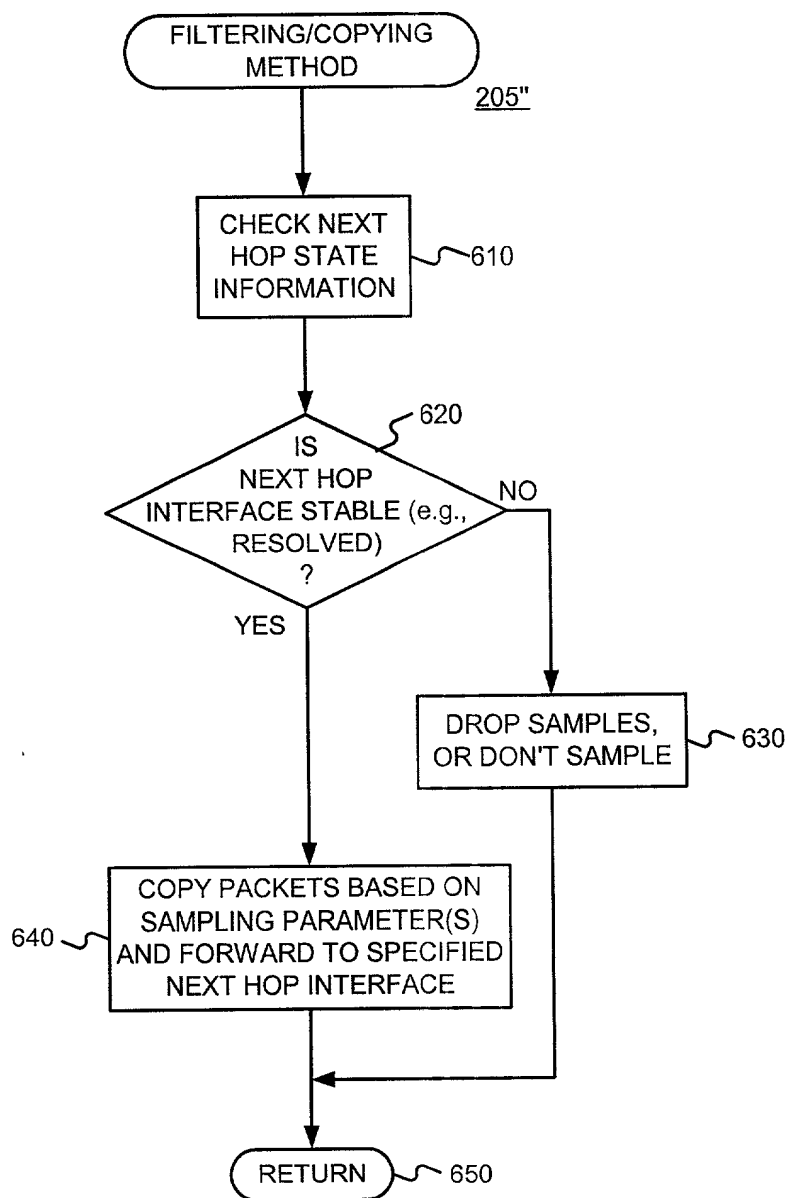 FILTERING/COPYING
METHOD
205"
CHECK NEXT
HOP STATE
INFORMATION
610
620
IS
NEXT HOP
INTERFACE STABLE (e.g.,
RESOLVED)
?
NO
YES
DROP SAMPLES,
OR DON'T SAMPLE
630
COPY PACKETS BASED ON
SAMPLING PARAMETER(S)
AND FORWARD TO SPECIFIED
NEXT HOP INTERFACE
640
RETURN
650